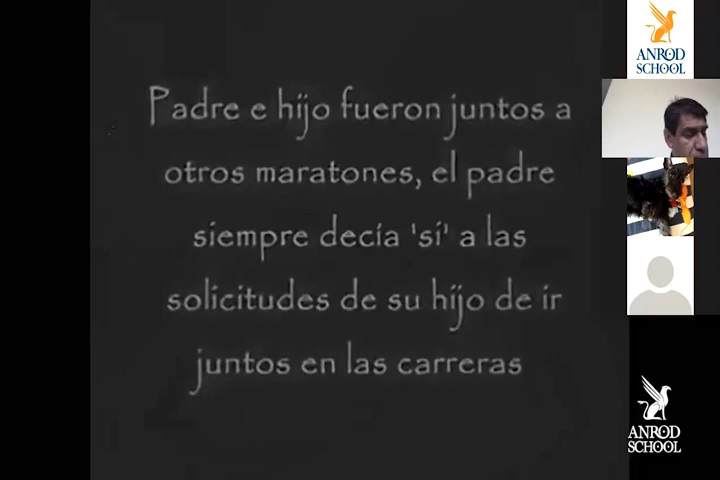 Padre e hijo fueron juntos a
otros maratones, el padre
siempre decía 'sí' a las
solicitudes de su hijo de ir
juntos en las carreras
ANROD
SCHOOL
ANROD
SCHOOL